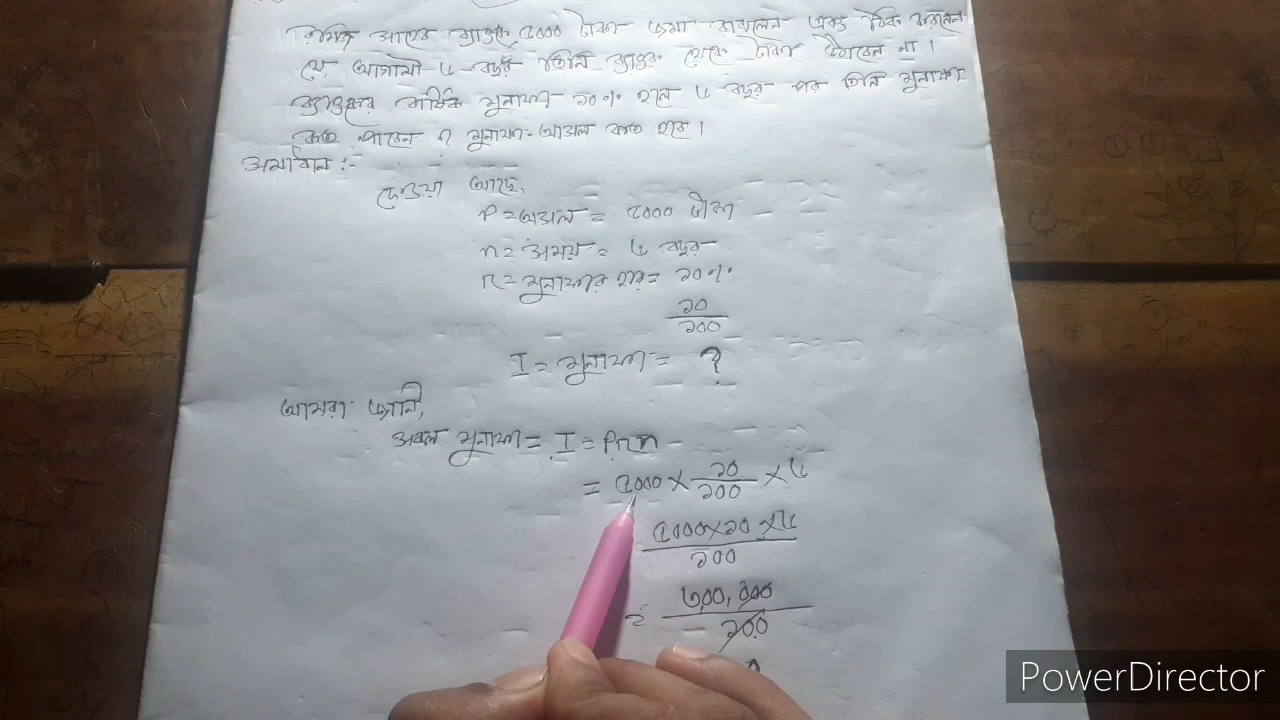 রমিজ সাহেব ব্যাংকে ৫০০০ টাকা জমা রাখলেন এবং ঠিক করলেন
যে, আগামী ৬ বছর তিনি ব্যাংক থেকে টাকা উঠাবেন না।
ব্যাংকের বার্ষিক মুনাফা ১০% হলে ৬ বছর পর তিনি মুনাফা
কত পাবেন? মুনাফা-আসল কত হবে।
সমাধান :-
দেওয়া আছে,
P = আসল = ৫০০০ টাকা
n = সময় = ৬ বছর
r = মুনাফার হার = ১০%
১০
১০০
I = মুনাফা = ?
আমরা জানি,
সরল মুনাফা = I = Prn
= ৫০০০ × ১০/১০০ × ৬
৫০০০×১০×৬
১০০
= ৩০০,০০০
১০০
PowerDirector